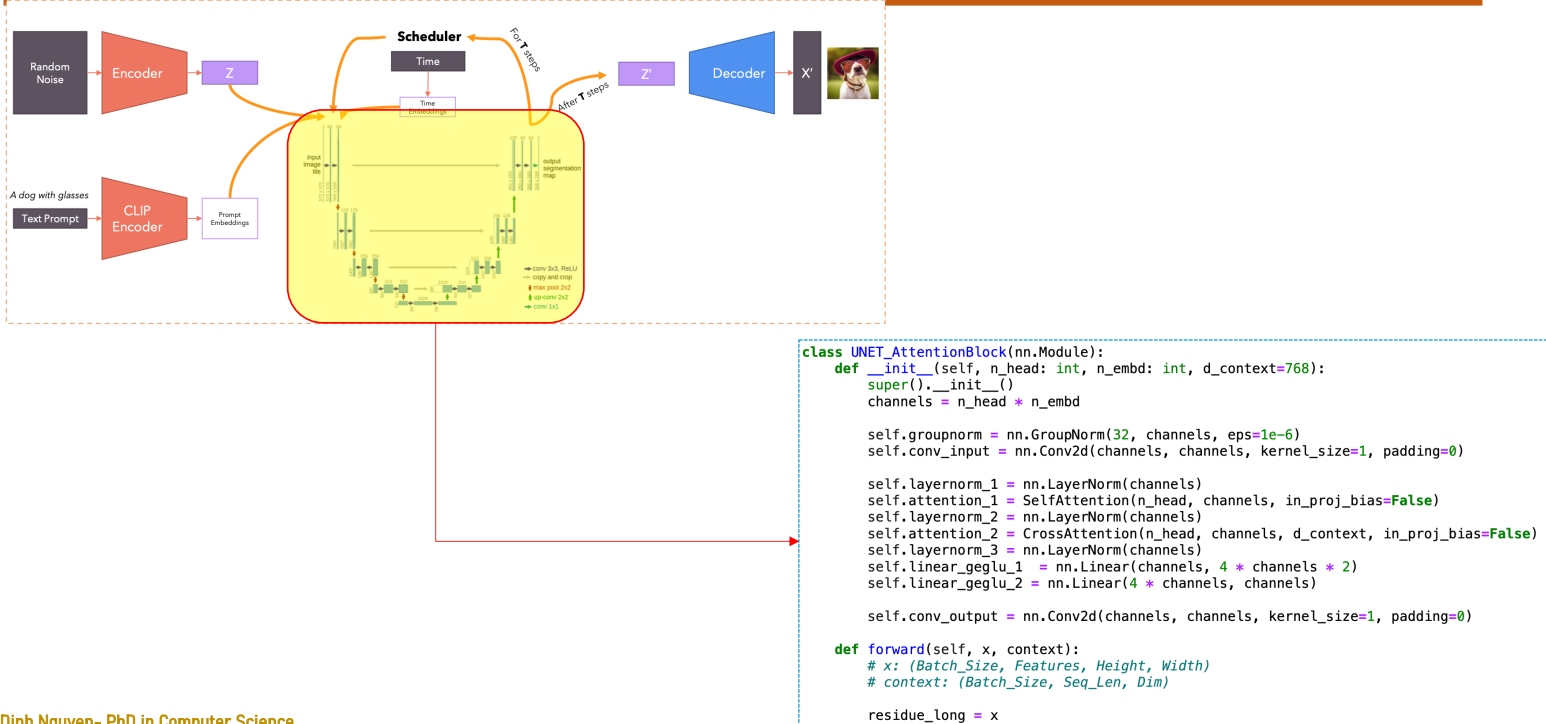 Scheduler
For T steps
Random
Noise
Encoder
Z
Time
Time
Embeddings
After T steps
Z'
Decoder
X'
A dog with glasses
Text Prompt
CLIP
Encoder
Prompt
Embeddings
input
image
tile
output
segmentation
map
conv 3x3, ReLU
copy and crop
max pool 2x2
up-conv 2x2
conv 1x1
class UNET_AttentionBlock(nn.Module):
    def __init__(self, n_head: int, n_embd: int, d_context=768):
        super().__init__()
        channels = n_head * n_embd
        self.groupnorm = nn.GroupNorm(32, channels, eps=1e-6)
        self.conv_input = nn.Conv2d(channels, channels, kernel_size=1, padding=0)
        self.layernorm_1 = nn.LayerNorm(channels)
        self.attention_1 = SelfAttention(n_head, channels, in_proj_bias=False)
        self.layernorm_2 = nn.LayerNorm(channels)
        self.attention_2 = CrossAttention(n_head, channels, d_context, in_proj_bias=False)
        self.layernorm_3 = nn.LayerNorm(channels)
        self.linear_geglu_1  = nn.Linear(channels, 4 * channels * 2)
        self.linear_geglu_2 = nn.Linear(4 * channels, channels)
        self.conv_output = nn.Conv2d(channels, channels, kernel_size=1, padding=0)
    def forward(self, x, context):
        # x: (Batch_Size, Features, Height, Width)
        # context: (Batch_Size, Seq_Len, Dim)
        residue_long = x
Dinh Nguyen- PhD in Computer Science